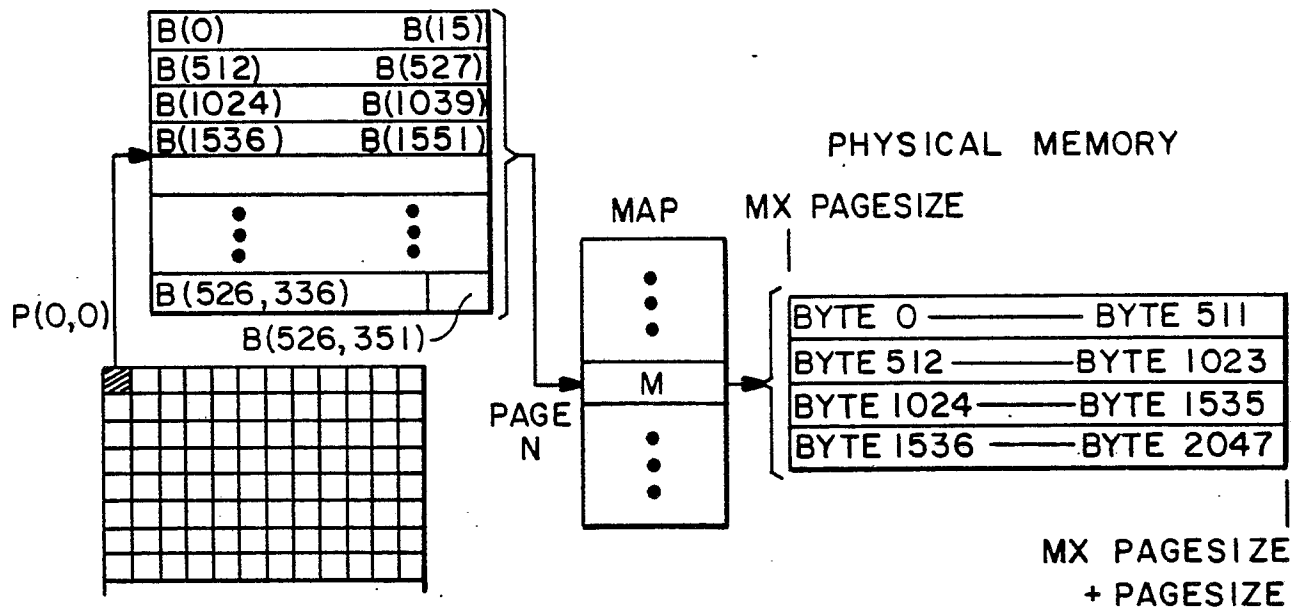 B(0) B(15)
B(512) B(527)
B(1024) B(1039)
B(1536) B(1551)
B(526,336)
B(526,351)
P(0,0)
PAGE
N
MAP
M
PHYSICAL MEMORY
MX PAGESIZE
BYTE 0 BYTE 511
BYTE 512 BYTE 1023
BYTE 1024 BYTE 1535
BYTE 1536 BYTE 2047
MX PAGESIZE
+ PAGESIZE